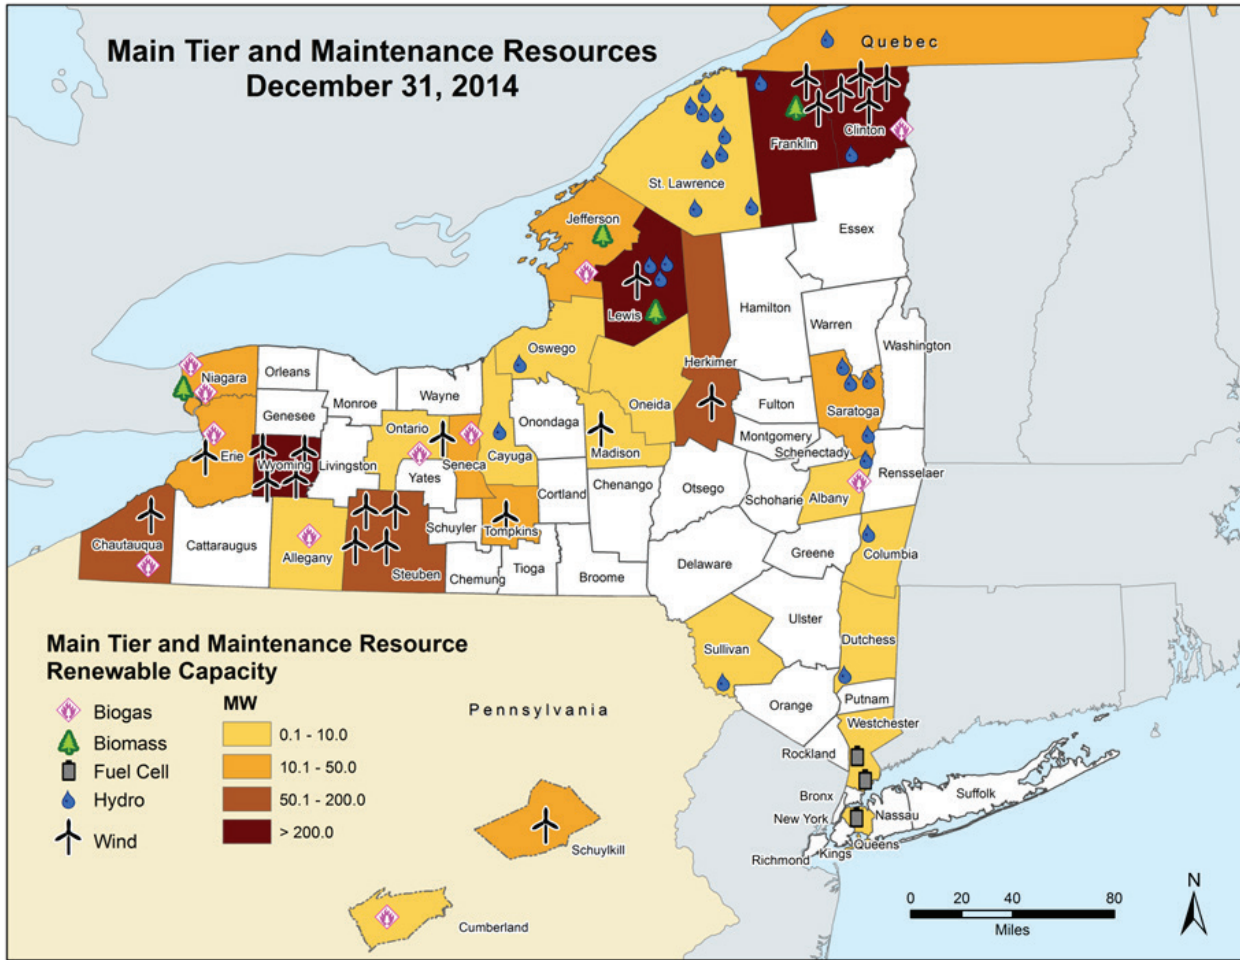 Main Tier and Maintenance Resources
December 31, 2014
Quebec
Franklin
Clinton
St. Lawrence
Jefferson
Essex
Lewis
Hamilton
Warren
Washington
Oswego
Herkimer
Niagara
Orleans
Monroe
Wayne
Genesee
Onondaga
Oneida
Fulton
Saratoga
Ontario
Montgomery
Schenectady
Erie
Wyoming
Livingston
Seneca
Cayuga
Madison
Rensselaer
Yates
Cortland
Chenango
Otsego
Schoharie
Albany
Chautauqua
Cattaraugus
Allegany
Steuben
Schuyler
Tompkins
Chemung
Tioga
Broome
Delaware
Greene
Columbia
Ulster
Dutchess
Sullivan
Orange
Putnam
Westchester
Rockland
Bronx
New York
Nassau
Suffolk
Queens
Kings
Richmond
Main Tier and Maintenance Resource
Renewable Capacity
Biogas
Biomass
Fuel Cell
Hydro
Wind
MW
0.1 - 10.0
10.1 - 50.0
50.1 - 200.0
> 200.0
Pennsylvania
Schuylkill
Cumberland
0 20 40 80
Miles
N